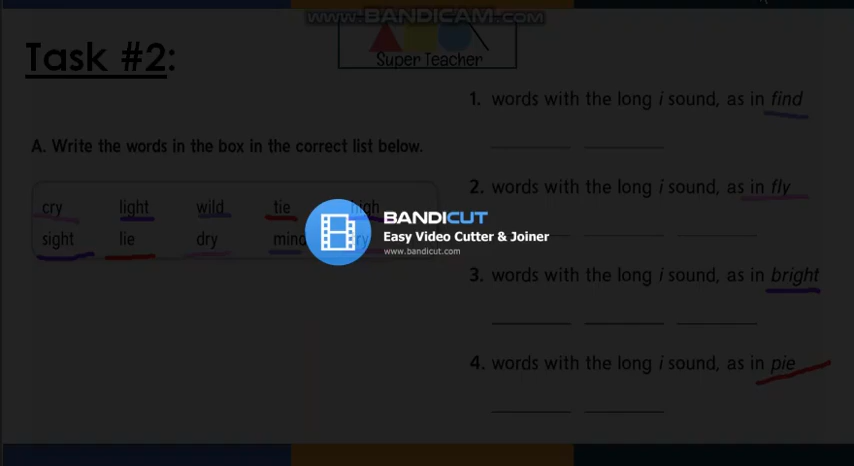 www.BANDICAM.com
Task #2:
Super Teacher
1. words with the long i sound, as in find
A. Write the words in the box in the correct list below.
2. words with the long i sound, as in fly
cry light wild tie high
sight lie dry mind
BANDICUT
Easy Video Cutter & Joiner
www.bandicut.com
3. words with the long i sound, as in bright
4. words with the long i sound, as in pie